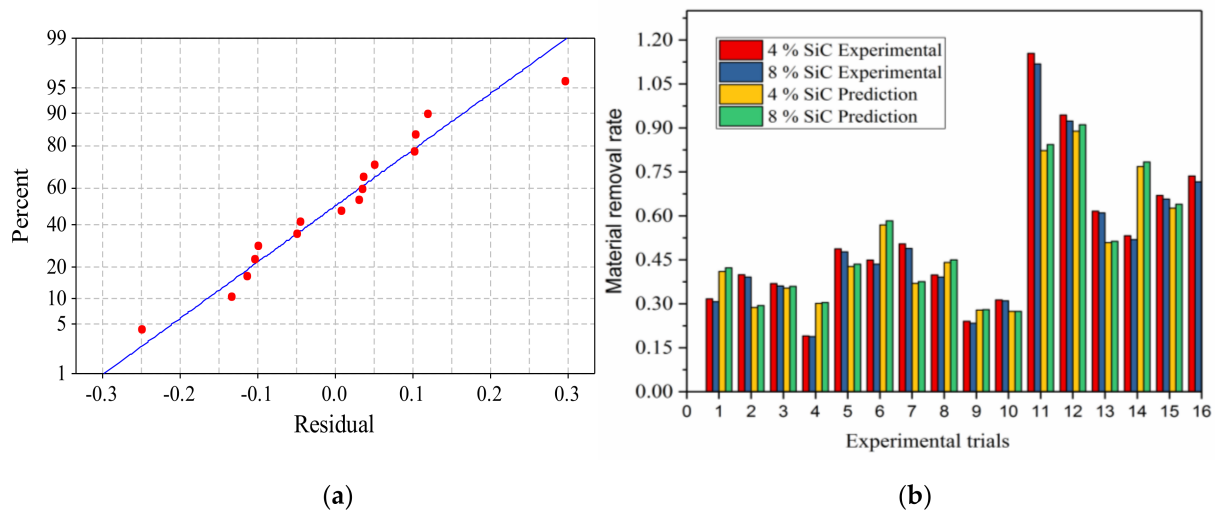 99
95
90
80
60
40
20
10
5
1
Percent
-0.3 -0.2 -0.1 0.0 0.1 0.2 0.3
Residual
(a)
1.20
1.05
0.90
0.75
0.60
0.45
0.30
0.15
0.00
Material removal rate
4 % SiC Experimental
8 % SiC Experimental
4 % SiC Prediction
8 % SiC Prediction
0 1 2 3 4 5 6 7 8 9 10 11 12 13 14 15 16
Experimental trials
(b)